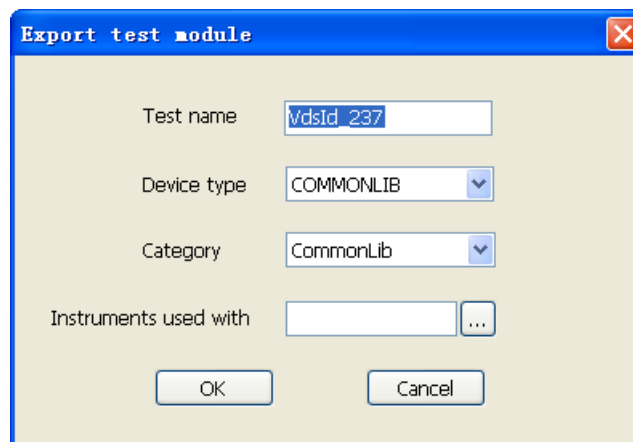 Export test module
Test name VdsId_237
Device type COMMONLIB
Category CommonLib
Instruments used with ...
OK Cancel